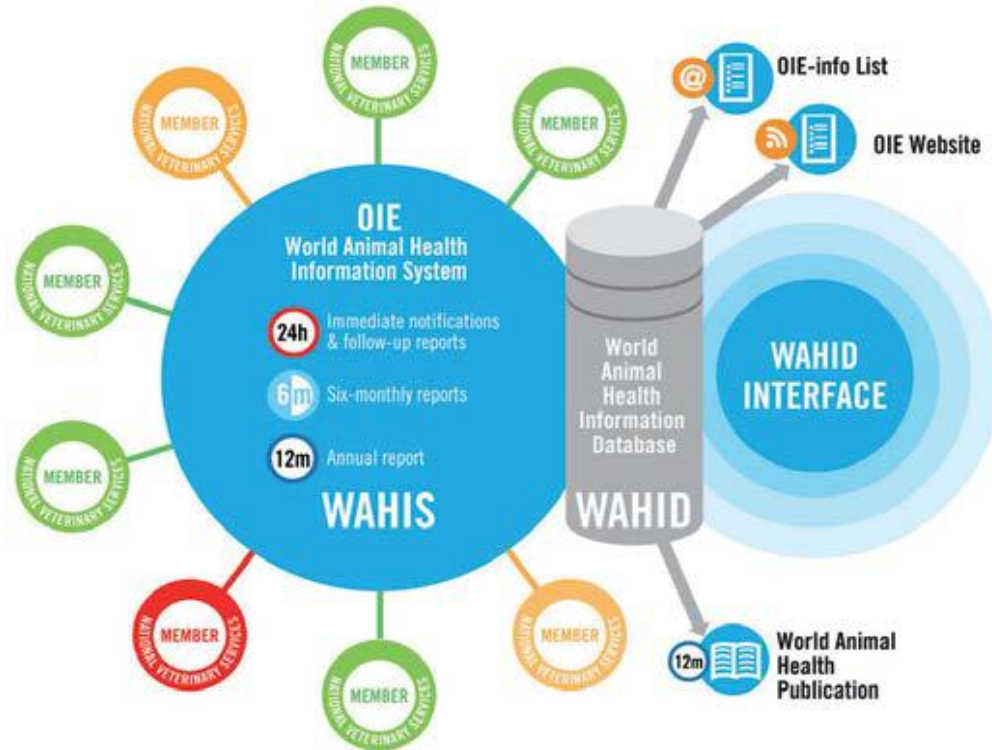 MEMBER
NATIONAL VETERINARY SERVICES
MEMBER
NATIONAL VETERINARY SERVICES
MEMBER
NATIONAL VETERINARY SERVICES
MEMBER
NATIONAL VETERINARY SERVICES
MEMBER
NATIONAL VETERINARY SERVICES
MEMBER
NATIONAL VETERINARY SERVICES
MEMBER
NATIONAL VETERINARY SERVICES
MEMBER
NATIONAL VETERINARY SERVICES
OIE
World Animal Health
Information System
24h
Immediate notifications
& follow-up reports
6m
Six-monthly reports
12m
Annual report
WAHIS
World
Animal
Health
Information
Database
WAHID
@
OIE-info List
OIE Website
WAHID
INTERFACE
12m
World Animal
Health
Publication